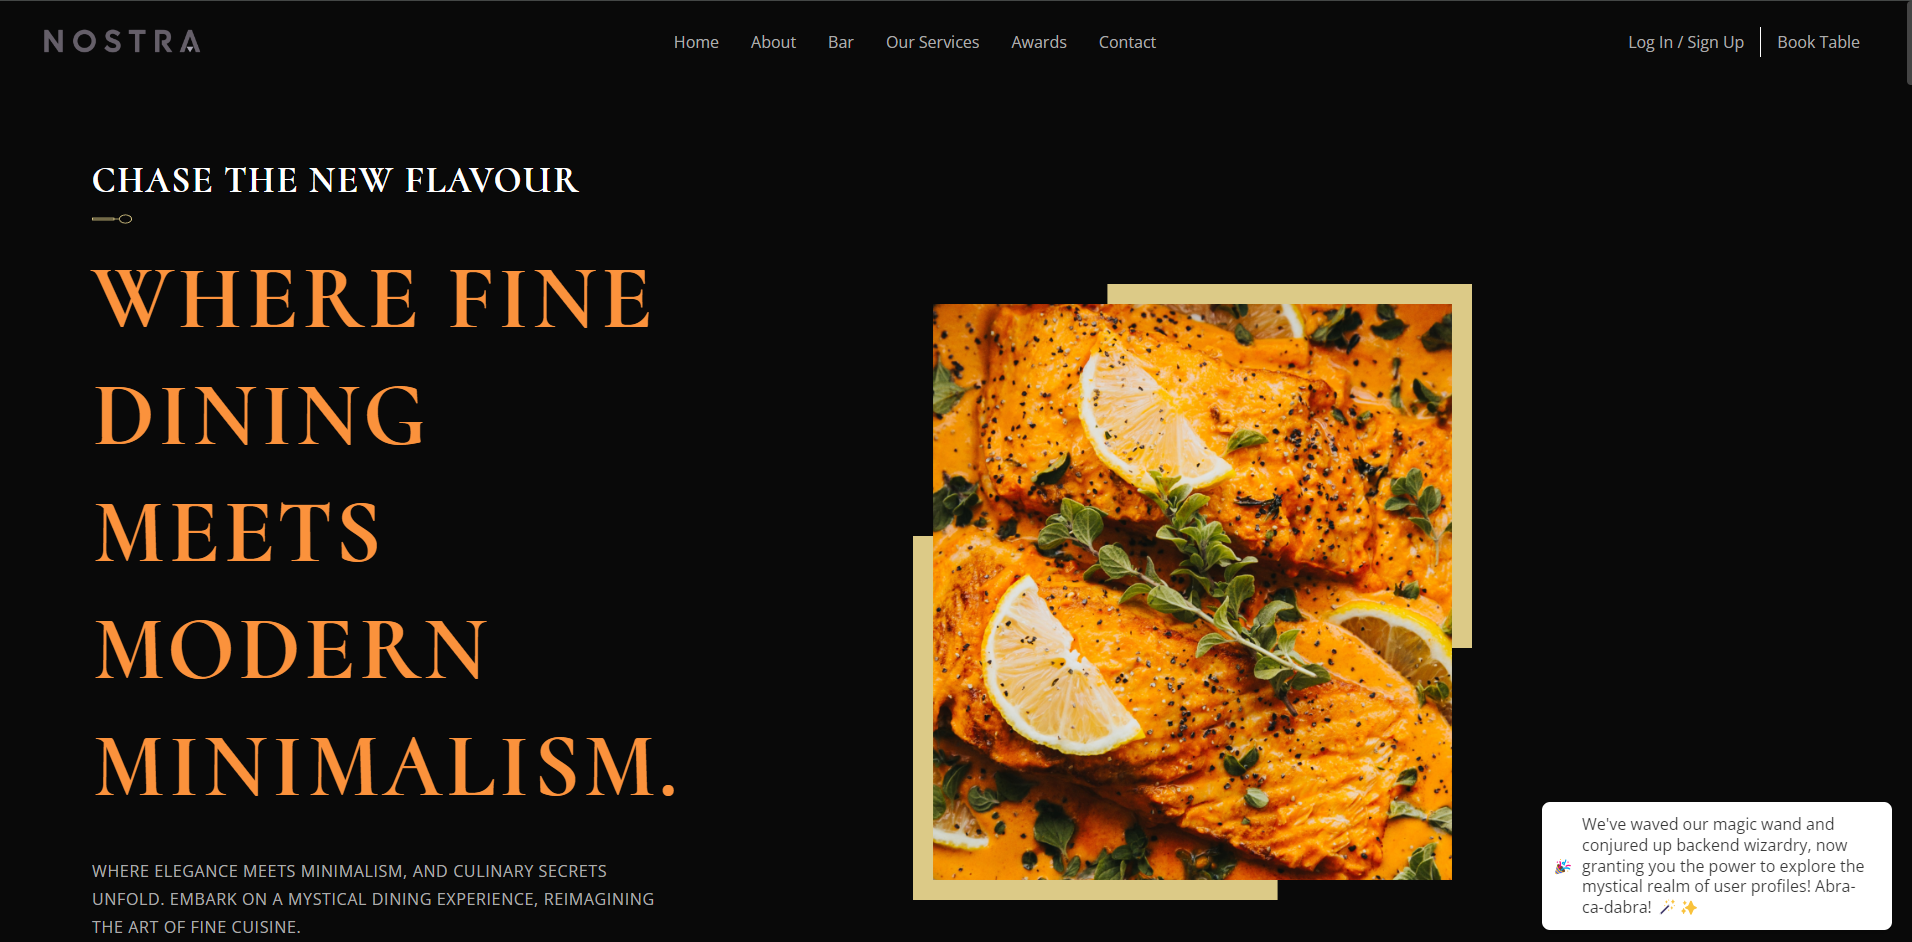 NOSTRA
Home About Bar Our Services Awards Contact
Log In / Sign Up Book Table
CHASE THE NEW FLAVOUR
WHERE FINE
DINING
MEETS
MODERN
MINIMALISM.
WHERE ELEGANCE MEETS MINIMALISM, AND CULINARY SECRETS
UNFOLD. EMBARK ON A MYSTICAL DINING EXPERIENCE, REIMAGINING
THE ART OF FINE CUISINE.
We've waved our magic wand and
conjured up backend wizardry, now
🎉 granting you the power to explore the
mystical realm of user profiles! Abra-
ca-dabra! 🪄✨